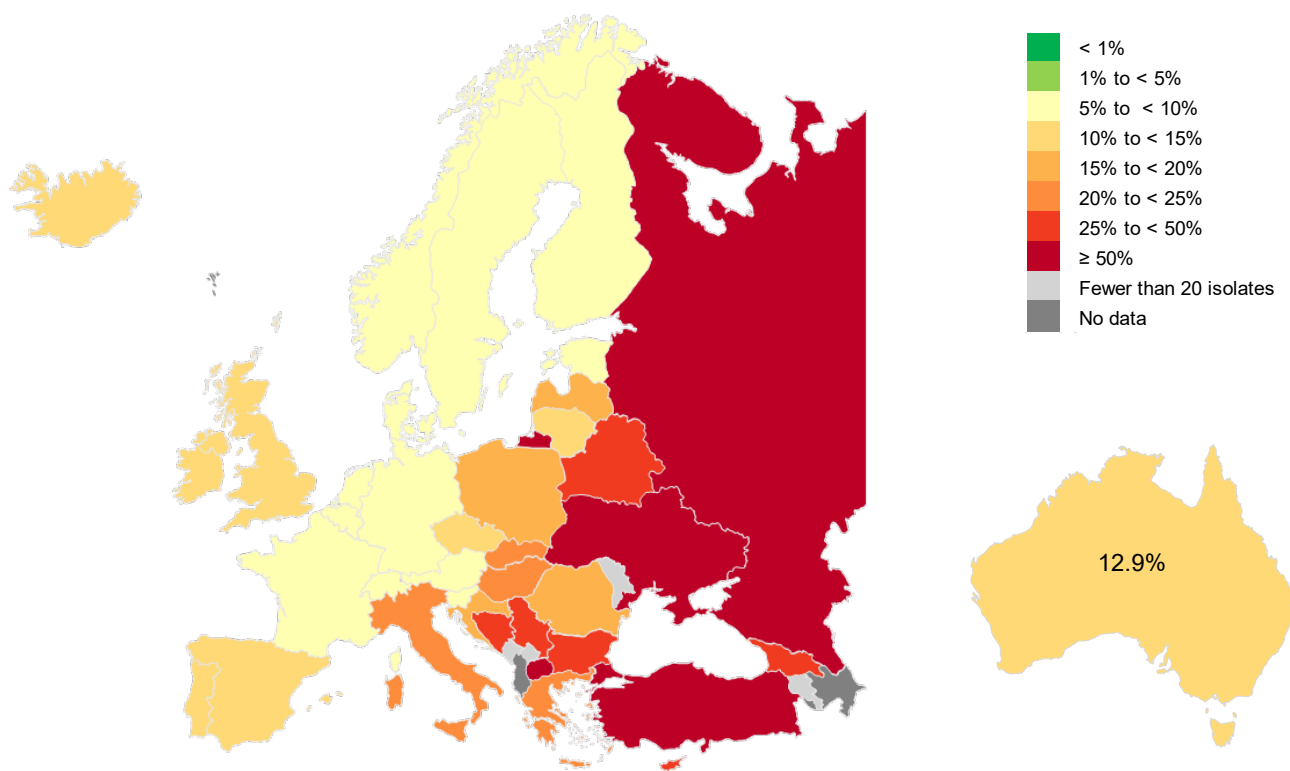 < 1%
1% to < 5%
5% to < 10%
10% to < 15%
15% to < 20%
20% to < 25%
25% to < 50%
≥ 50%
Fewer than 20 isolates
No data
12.9%